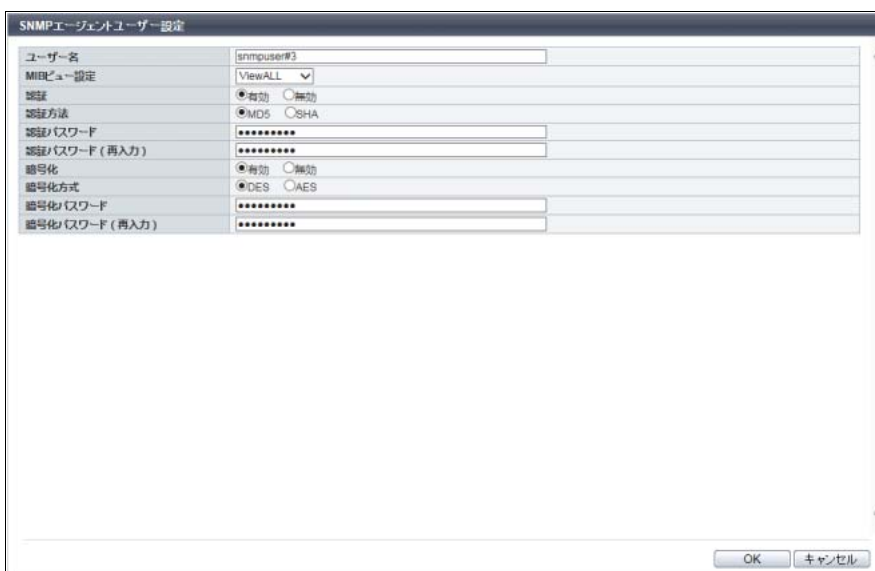 SNMPエージェントユーザー設定
ユーザー名 snmpuser#3
MIBビュー設定 ViewALL
認証 有効 無効
認証方法 MD5 SHA
認証パスワード •••••••••
認証パスワード ( 再入力 ) •••••••••
暗号化 有効 無効
暗号化方式 DES AES
暗号化パスワード •••••••••
暗号化パスワード ( 再入力 ) •••••••••
OK キャンセル